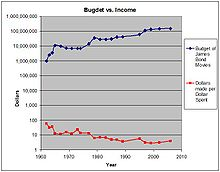 Bugdet vs. Income
1,000,000,000
100,000,000
10,000,000
1,000,000
100,000
10,000
1,000
100
10
1
Dollars
1960 1970 1980 1990 2000 2010
Year
Budget of
James
Bond
Movies
Dollars
made per
Dollar
Spent